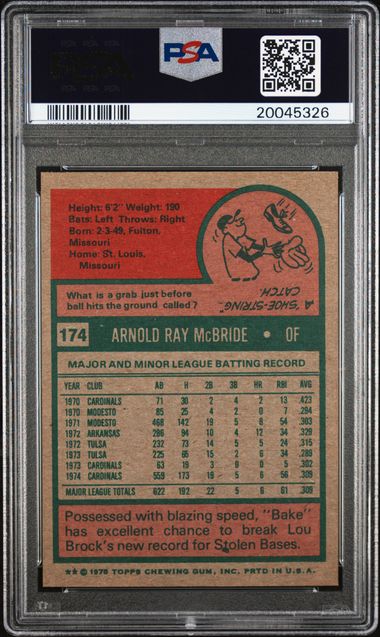 PSA
20045326
Height: 6'2" Weight: 190
Bats: Left Throws: Right
Born: 2-3-49, Fulton,
Missouri
Home: St. Louis,
Missouri
A "SHOE-STRING"
CATCH.
What is a grab just before
ball hits the ground called?
174 ARNOLD RAY McBRIDE • OF
MAJOR AND MINOR LEAGUE BATTING RECORD
YEAR CLUB AB H 2B 3B HR RBI AVG
1970 CARDINALS 71 30 2 4 2 13 .423
1970 MODESTO 85 25 4 2 0 7 .294
1971 MODESTO 468 142 19 5 8 54 .303
1972 ARKANSAS 286 94 10 4 12 34 .329
1972 TULSA 232 73 14 5 5 24 .315
1973 TULSA 225 65 15 2 3 31 .289
1973 CARDINALS 63 19 3 0 0 5 .302
1974 CARDINALS 559 173 19 5 6 56 .309
MAJOR LEAGUE TOTALS 622 192 22 5 6 61 .309
Possessed with blazing speed, "Bake"
has excellent chance to break Lou
Brock's new record for Stolen Bases.
★★ © 1975 TOPPS CHEWING GUM, INC. PRTD IN U.S.A.